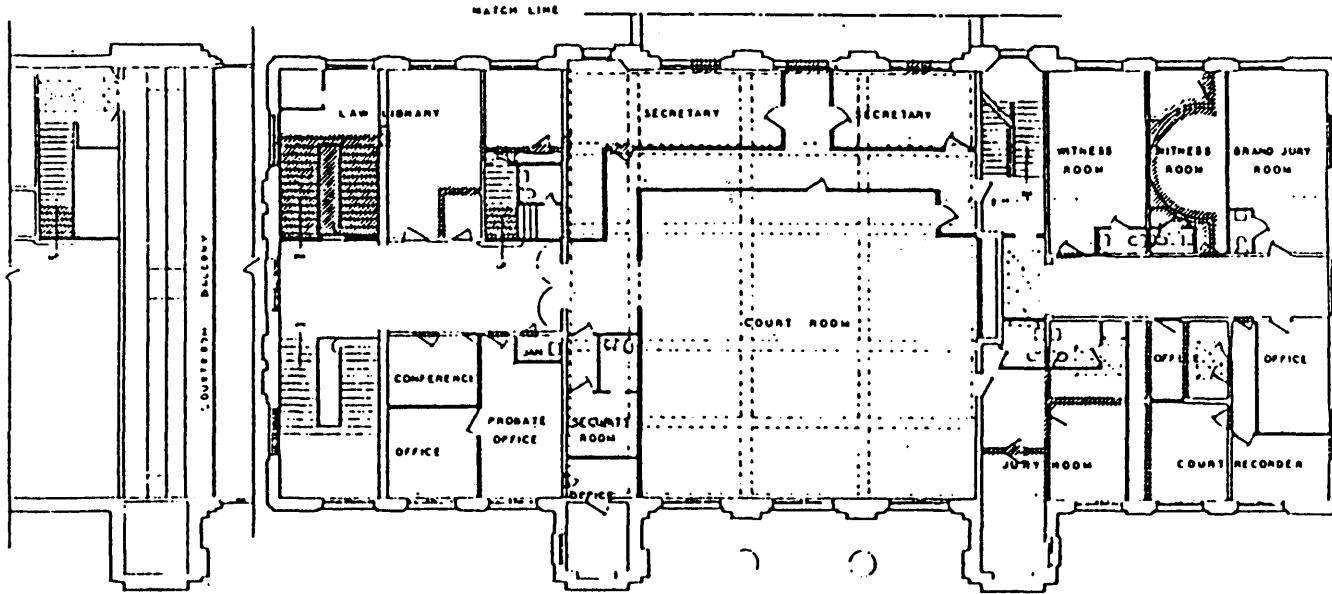 MATCH LINE
LAW LIBRARY
SECRETARY
SECRETARY
WITNESS
ROOM
WITNESS
ROOM
GRAND JURY
ROOM
COURTROOM BALCONY
COURT ROOM
JAN
CONFERENCE
OFFICE
PROBATE
OFFICE
SECURITY
ROOM
OFFICE
OFFICE
OFFICE
JURY ROOM
COURT RECORDER